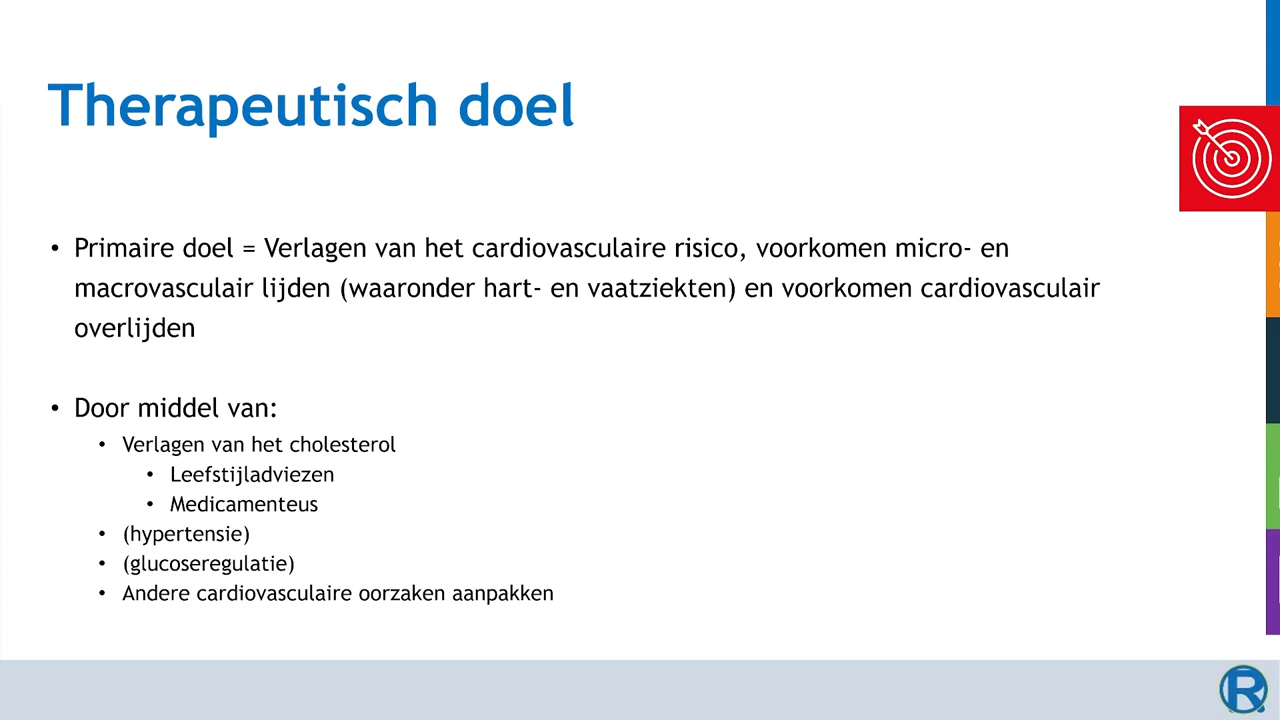 Therapeutisch doel
• Primaire doel = Verlagen van het cardiovasculaire risico, voorkomen micro- en
macrovasculair lijden (waaronder hart- en vaatziekten) en voorkomen cardiovasculair
overlijden
• Door middel van:
• Verlagen van het cholesterol
• Leefstijladviezen
• Medicamenteus
• (hypertensie)
• (glucoseregulatie)
• Andere cardiovasculaire oorzaken aanpakken
R